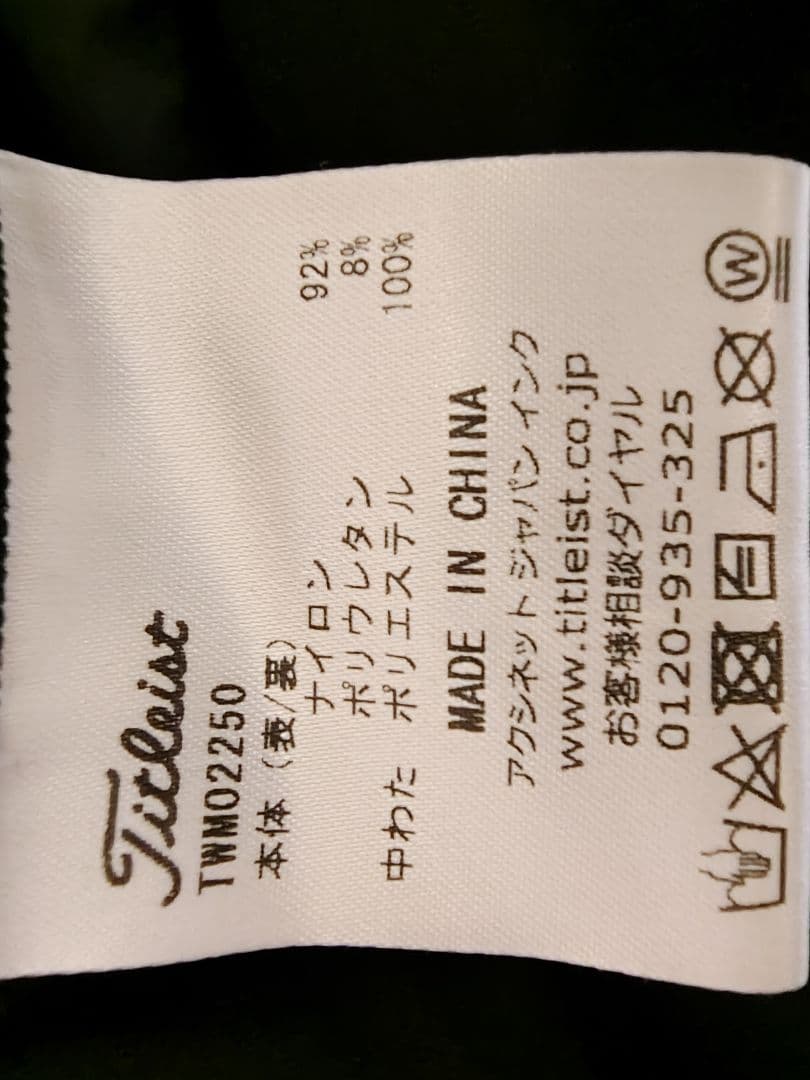 Titleist
TWMO2250
本体（表/裏）
ナイロン 92%
ポリウレタン 8%
中わた ポリエステル 100%
MADE IN CHINA
アクシネット ジャパン インク
www.titleist.co.jp
お客様相談ダイヤル
0120-935-325
W